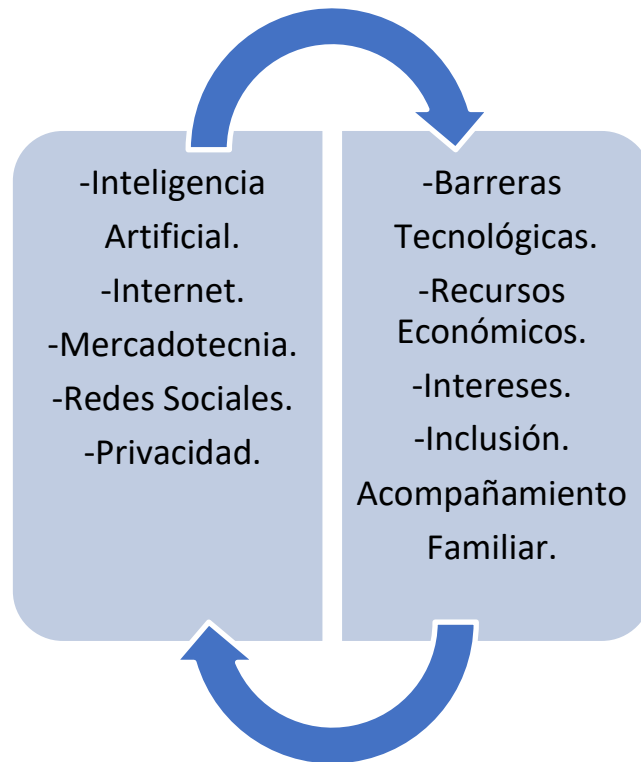 -Inteligencia
Artificial.
-Internet.
-Mercadotecnia.
-Redes Sociales.
-Privacidad.
-Barreras
Tecnológicas.
-Recursos
Económicos.
-Intereses.
-Inclusión.
Acompañamiento
Familiar.